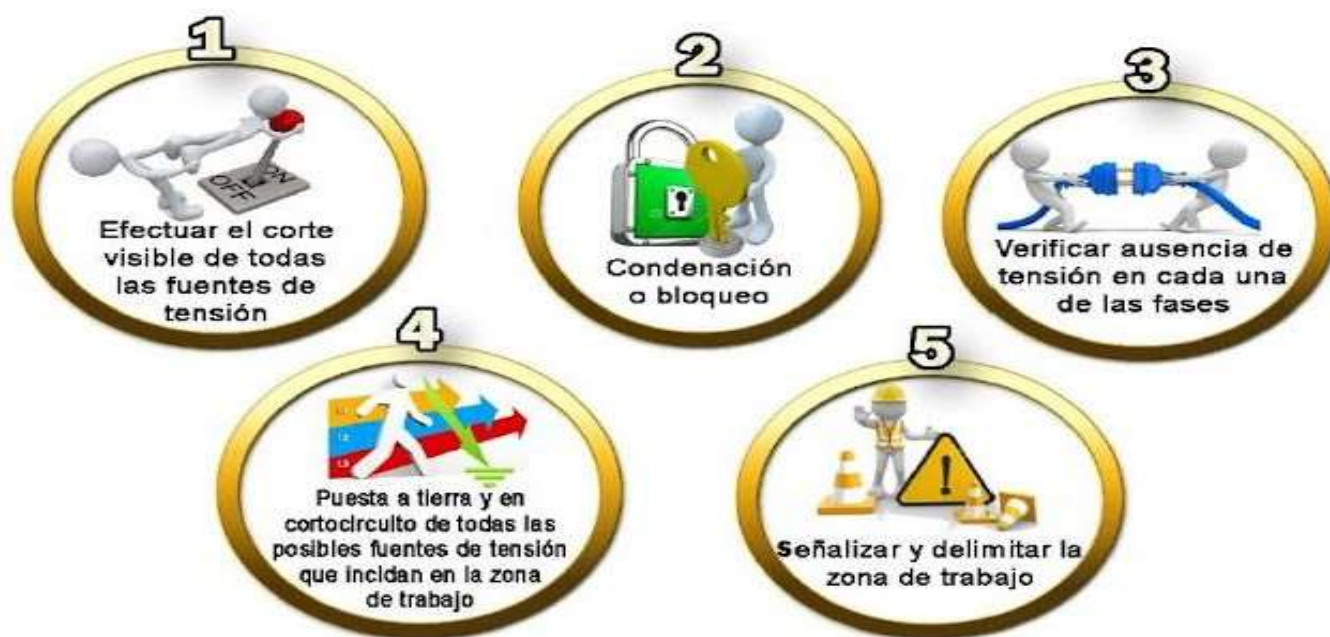 1
OFF
ON
Efectuar el corte
visible de todas
las fuentes de
tensión
2
Condenación
o bloqueo
3
Verificar ausencia de
tensión en cada una
de las fases
4
L2
L3
Puesta a tierra y en
cortocircuito de todas las
posibles fuentes de tensión
que incidan en la zona
de trabajo
5
!
Señalizar y delimitar la
zona de trabajo